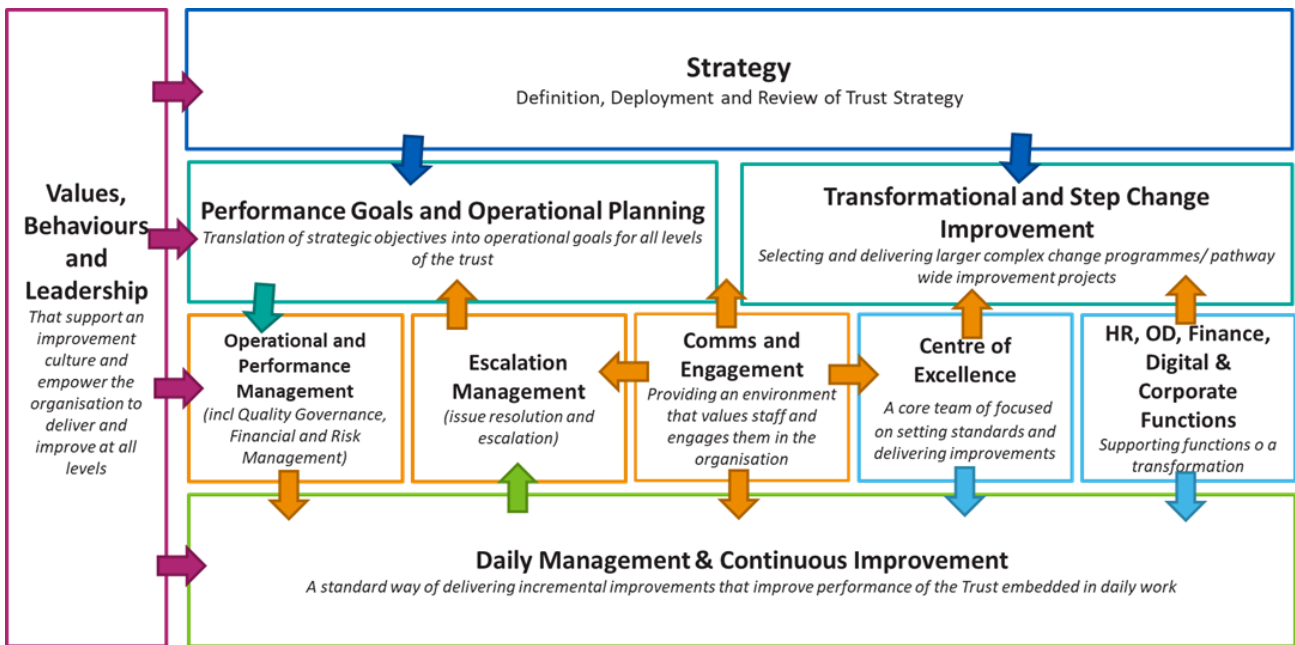 Strategy
Definition, Deployment and Review of Trust Strategy
Values,
Behaviours
and
Leadership
That support an
improvement
culture and
empower the
organisation to
deliver and
improve at all
levels
Performance Goals and Operational Planning
Translation of strategic objectives into operational goals for all levels
of the trust
Transformational and Step Change
Improvement
Selecting and delivering larger complex change programmes/ pathway
wide improvement projects
Operational and
Performance
Management
(incl Quality Governance,
Financial and Risk
Management)
Escalation
Management
(issue resolution and
escalation)
Comms and
Engagement
Providing an environment
that values staff and
engages them in the
organisation
Centre of
Excellence
A core team of focused
on setting standards and
delivering improvements
HR, OD, Finance,
Digital &
Corporate
Functions
Supporting functions o a
transformation
Daily Management & Continuous Improvement
A standard way of delivering incremental improvements that improve performance of the Trust embedded in daily work